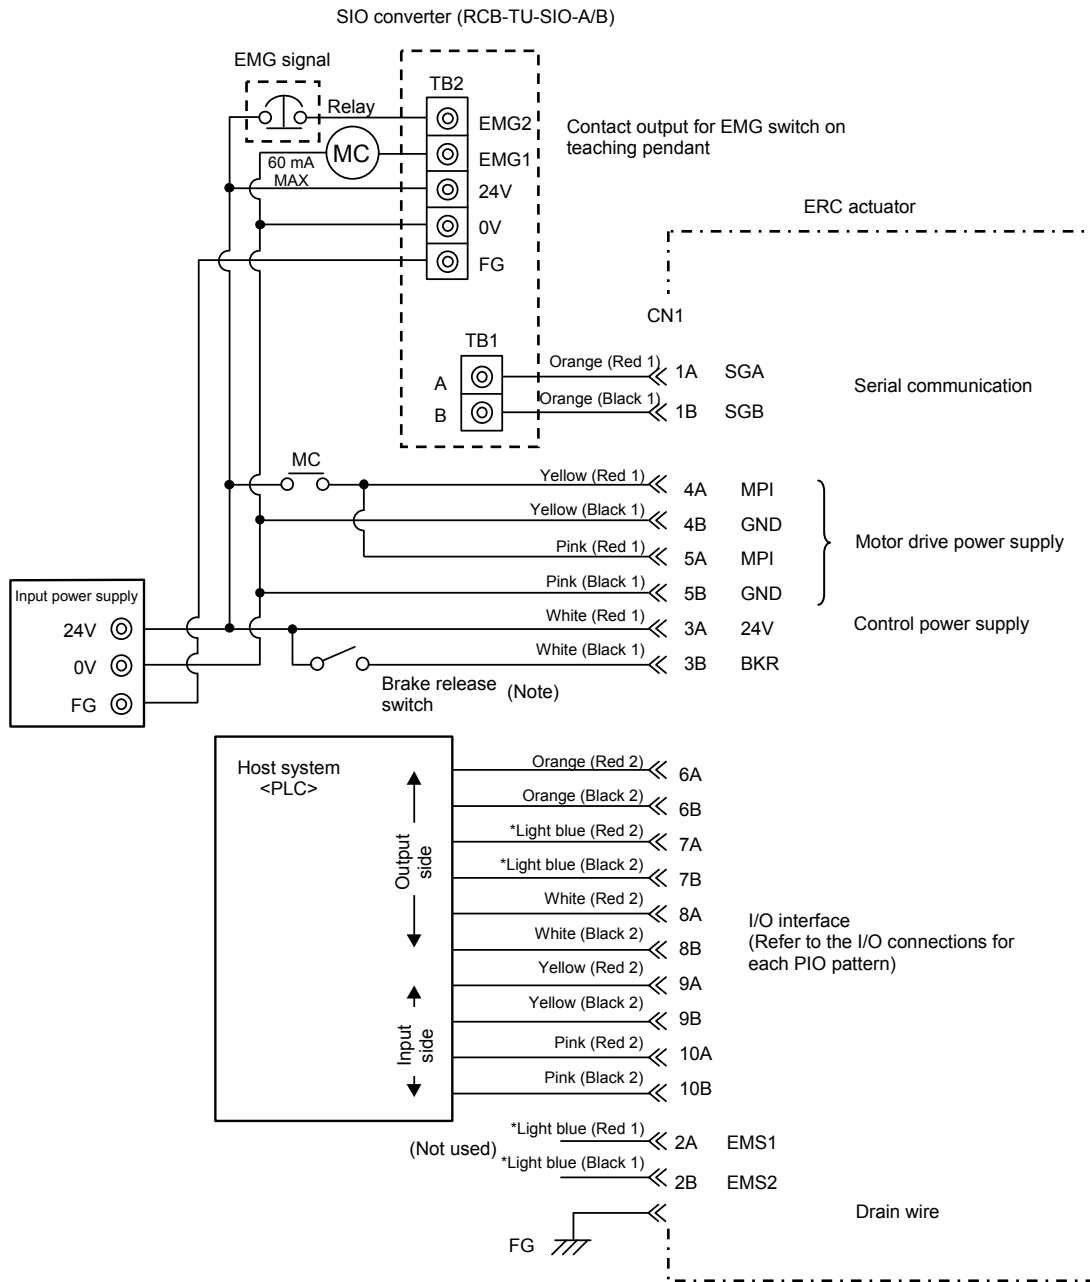 SIO converter (RCB-TU-SIO-A/B)
EMG signal
TB2
Relay
EMG2
Contact output for EMG switch on
teaching pendant
MC
EMG1
60 mA
MAX
24V
0V
FG
ERC actuator
CN1
TB1
A
Orange (Red 1)
1A SGA
Serial communication
B
Orange (Black 1)
1B SGB
MC
Yellow (Red 1)
4A MPI
Yellow (Black 1)
4B GND
Motor drive power supply
Pink (Red 1)
5A MPI
Pink (Black 1)
5B GND
Input power supply
24V
0V
FG
White (Red 1)
3A 24V
Control power supply
White (Black 1)
3B BKR
Brake release
switch
(Note)
Host system
<PLC>
Output
side
Input
side
Orange (Red 2)
6A
Orange (Black 2)
6B
*Light blue (Red 2)
7A
*Light blue (Black 2)
7B
White (Red 2)
8A
White (Black 2)
8B
Yellow (Red 2)
9A
Yellow (Black 2)
9B
Pink (Red 2)
10A
Pink (Black 2)
10B
I/O interface
(Refer to the I/O connections for
each PIO pattern)
(Not used)
*Light blue (Red 1)
2A EMS1
*Light blue (Black 1)
2B EMS2
Drain wire
FG